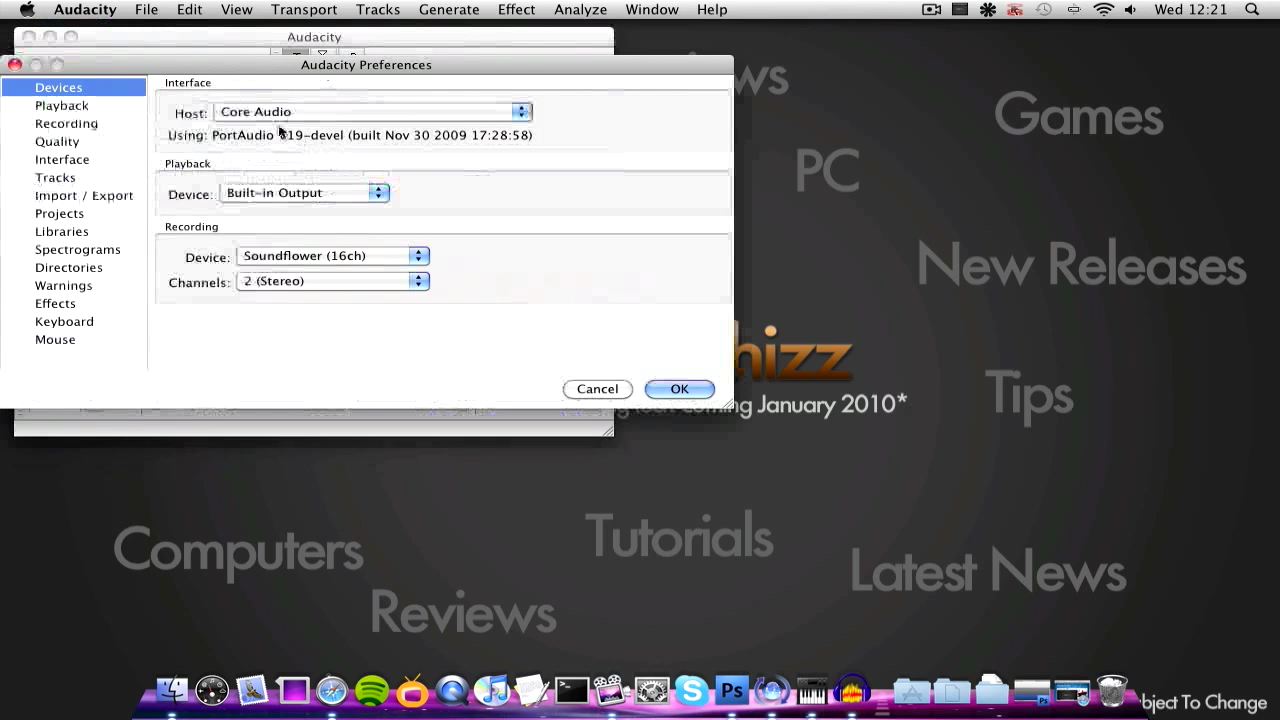 Audacity File Edit View Transport Tracks Generate Effect Analyze Window Help Wed 12:21
Audacity
Audacity Preferences
Devices
Playback
Recording
Quality
Interface
Tracks
Import / Export
Projects
Libraries
Spectrograms
Directories
Warnings
Effects
Keyboard
Mouse
Interface
Host: Core Audio
Using: PortAudio 19-devel (built Nov 30 2009 17:28:58)
Playback
Device: Built-in Output
Recording
Device: Soundflower (16ch)
Channels: 2 (Stereo)
Cancel OK
Games
PC
New Releases
hizz
coming January 2010*
Tips
Computers
Tutorials
Latest News
Reviews
Ps
bject To Change